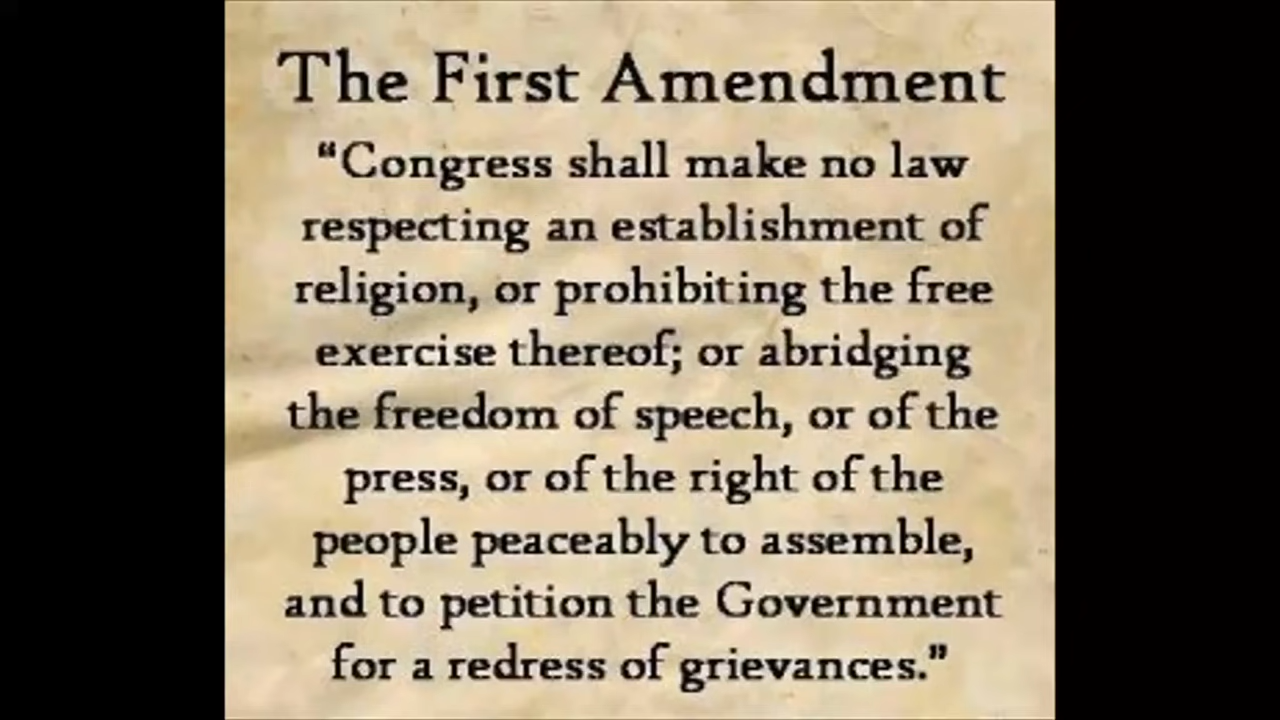 The First Amendment
“Congress shall make no law
respecting an establishment of
religion, or prohibiting the free
exercise thereof; or abridging
the freedom of speech, or of the
press, or of the right of the
people peaceably to assemble,
and to petition the Government
for a redress of grievances.”